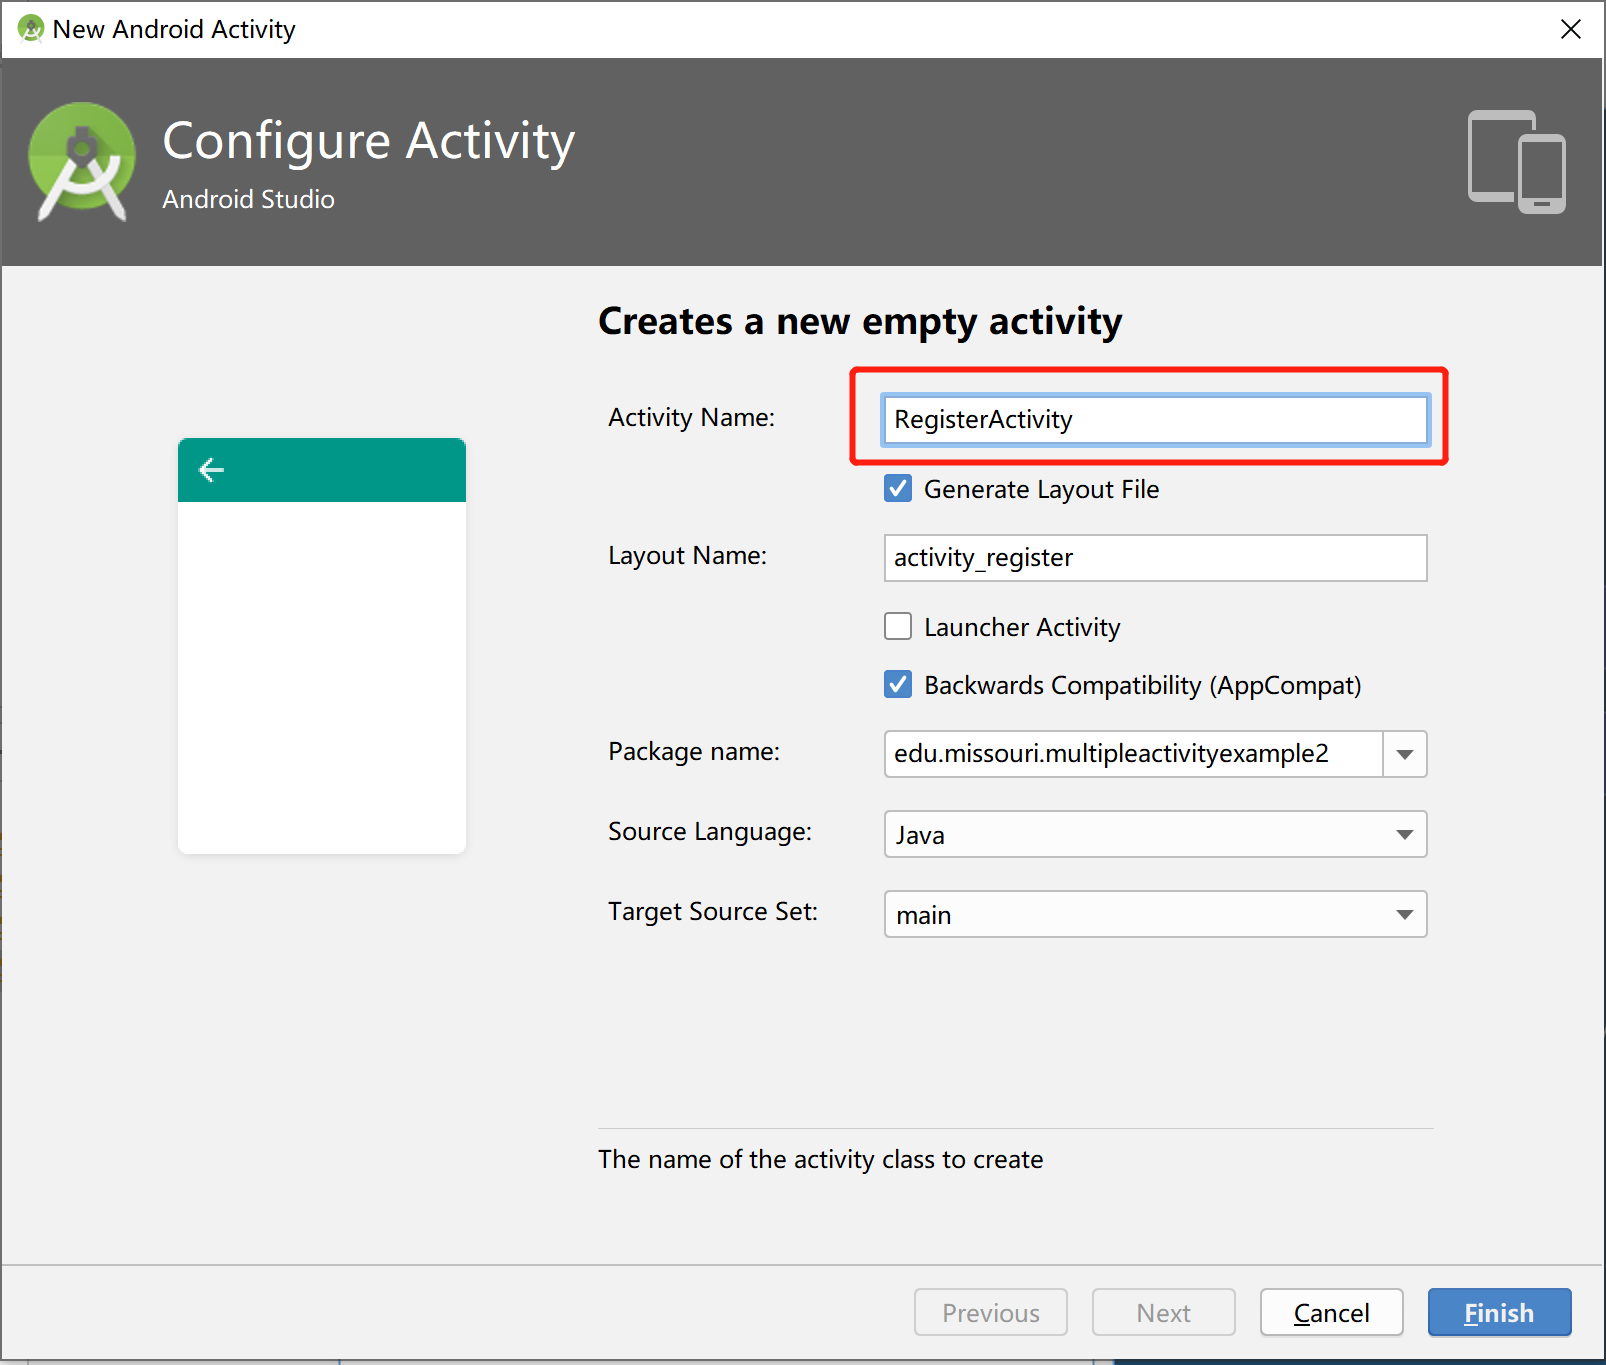 New Android Activity
Configure Activity
Android Studio
Creates a new empty activity
Activity Name:
RegisterActivity
Generate Layout File
Layout Name:
activity_register
Launcher Activity
Backwards Compatibility (AppCompat)
Package name:
edu.missouri.multipleactivityexample2
Source Language:
Java
Target Source Set:
main
The name of the activity class to create
Previous
Next
Cancel
Finish